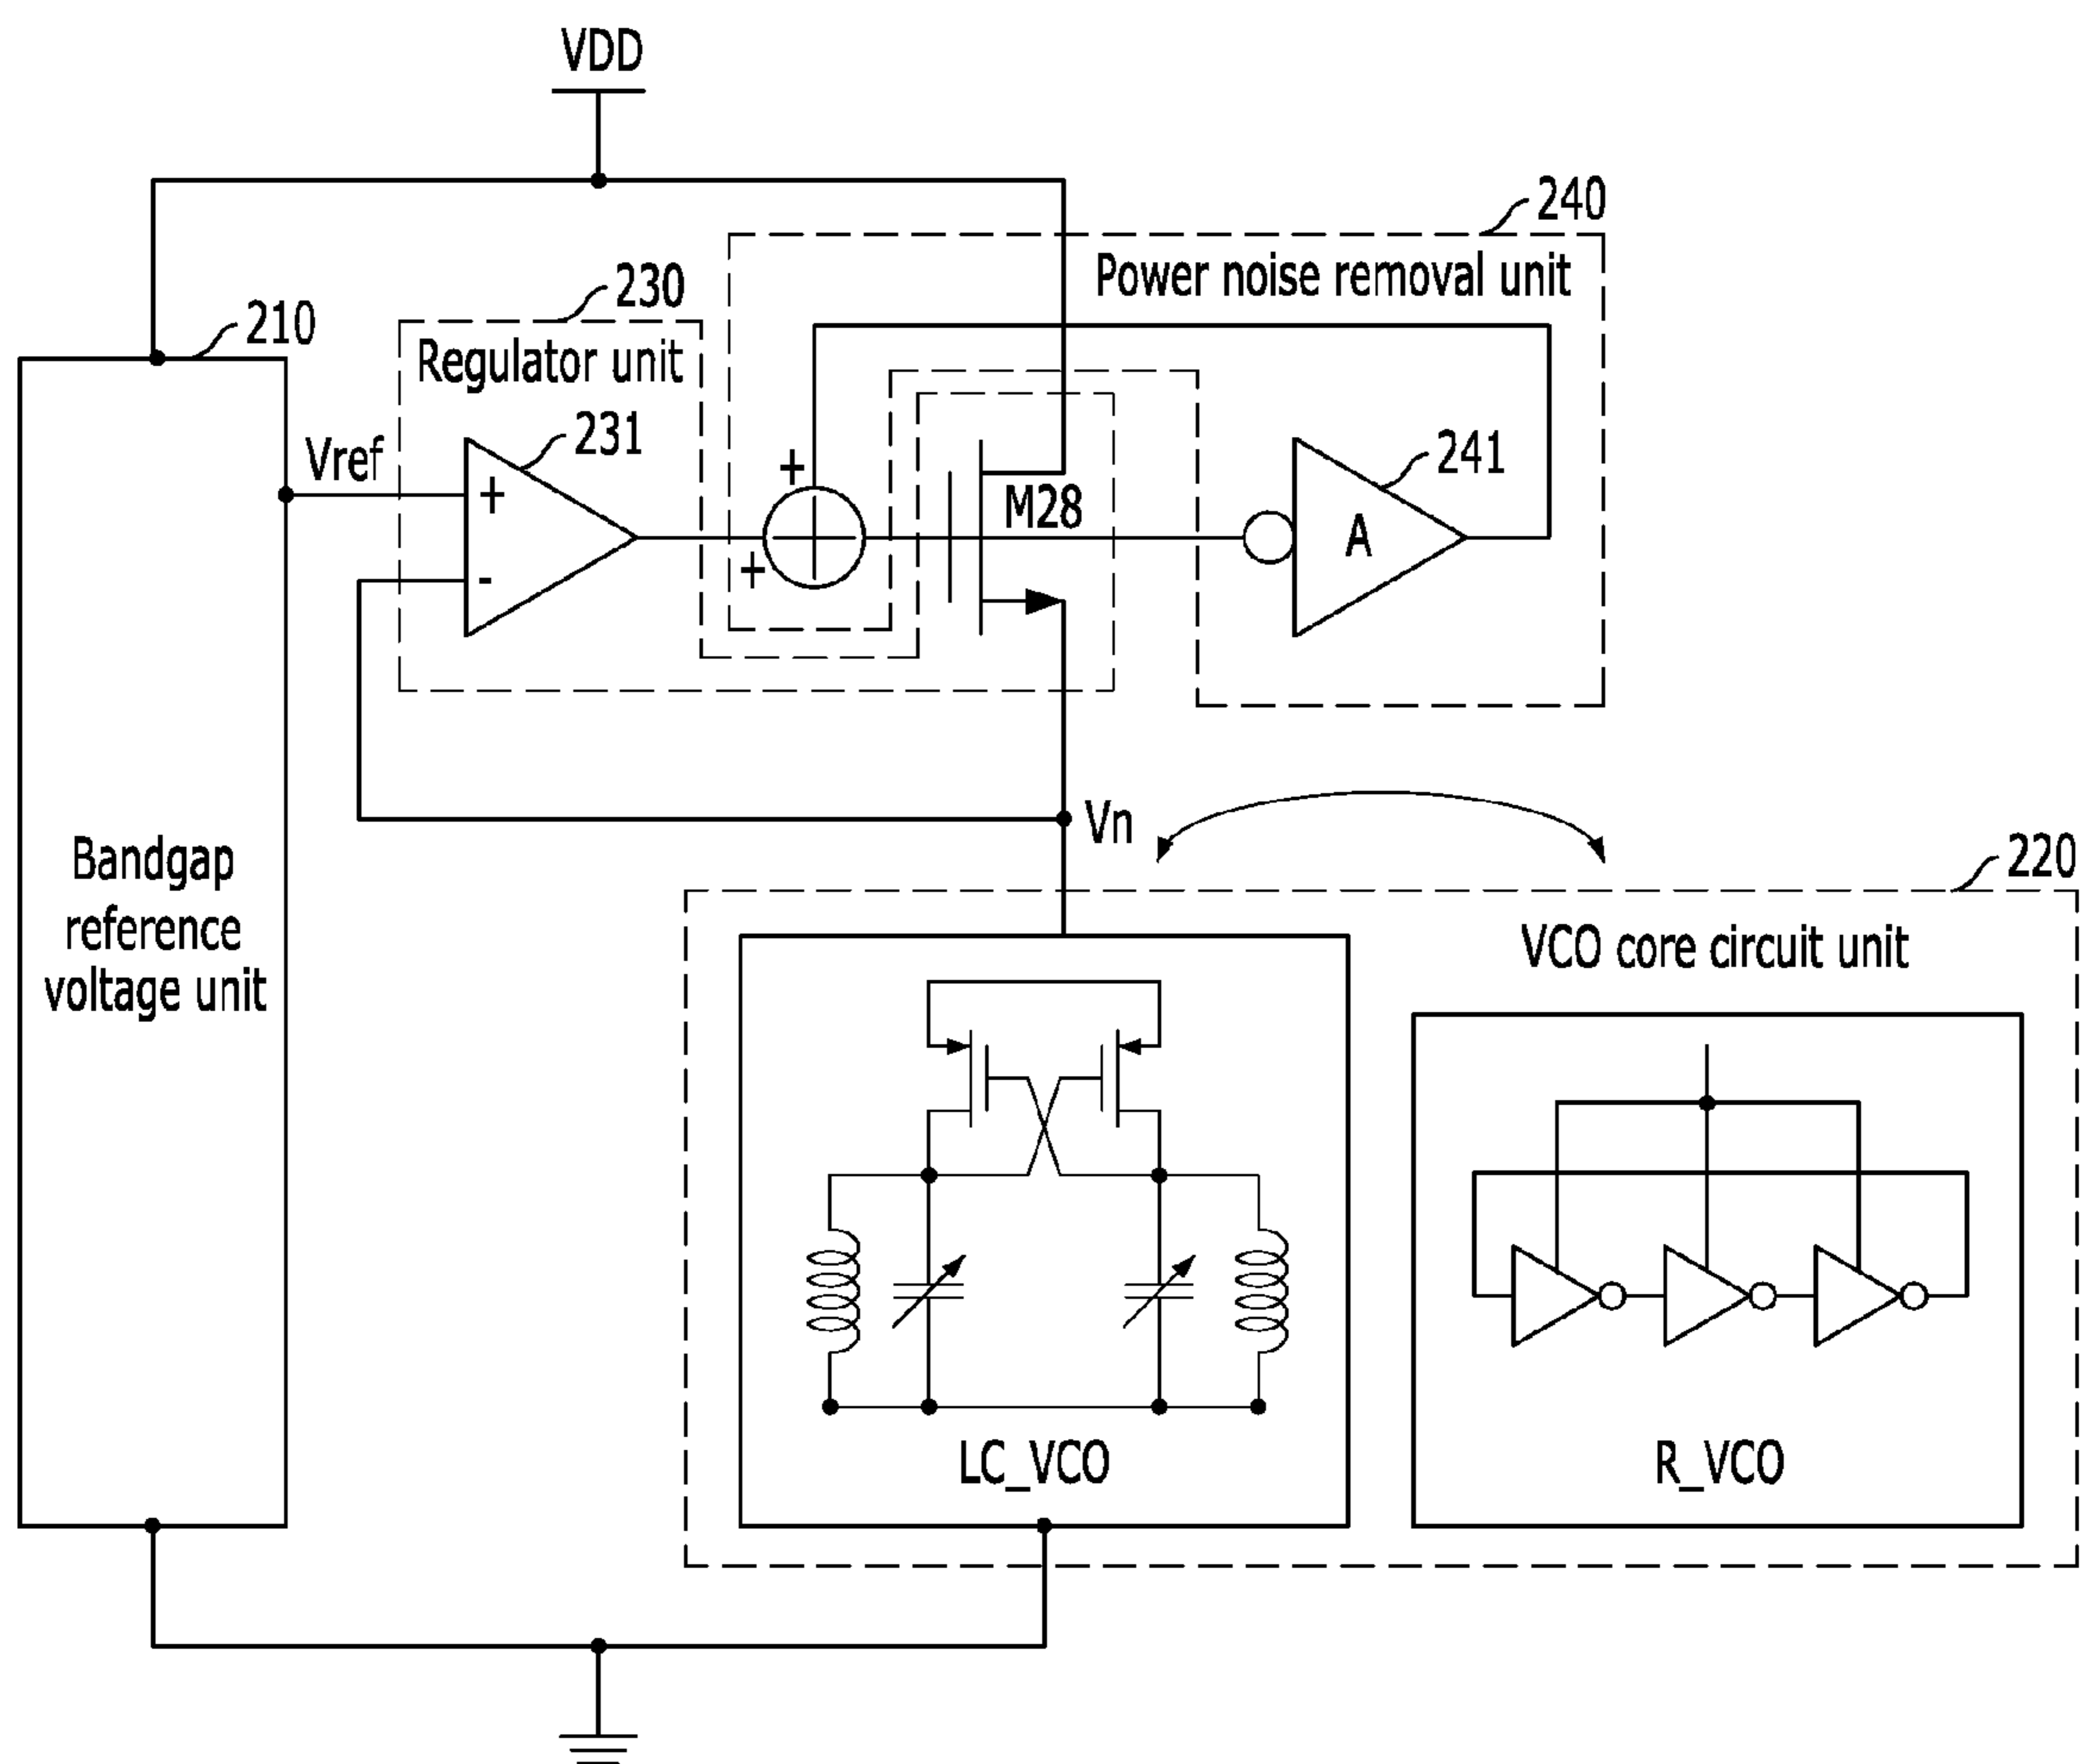 VDD
240
Power noise removal unit
230
Regulator unit
210
231
241
Vref
+
+
M28
A
+
-
Vn
220
Bandgap
reference
voltage unit
VCO core circuit unit
LC_VCO
R_VCO